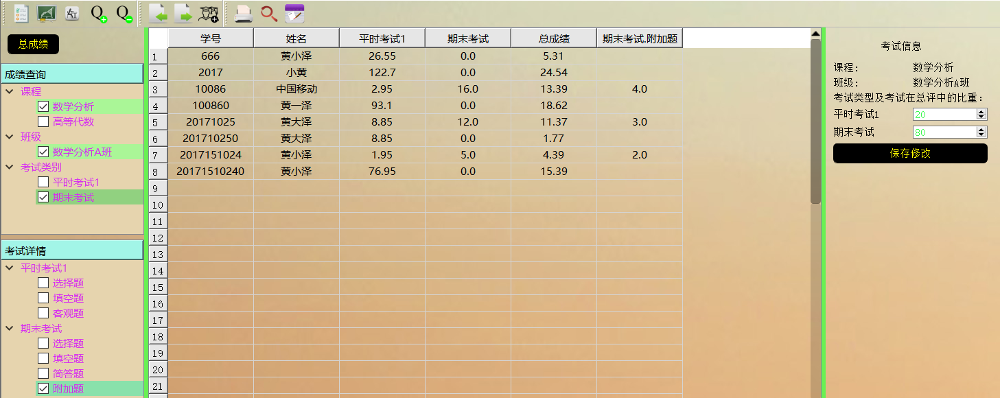 Q Q
总成绩
成绩查询
课程
数学分析
高等代数
班级
数学分析A班
考试类别
平时考试1
期末考试
考试详情
平时考试1
选择题
填空题
客观题
期末考试
选择题
填空题
简答题
附加题
学号 姓名 平时考试1 期末考试 总成绩 期末考试.附加题
1 666 黄小泽 26.55 0.0 5.31
2 2017 小黄 122.7 0.0 24.54
3 10086 中国移动 2.95 16.0 13.39 4.0
4 100860 黄一泽 93.1 0.0 18.62
5 20171025 黄大泽 8.85 12.0 11.37 3.0
6 201710250 黄大泽 8.85 0.0 1.77
7 2017151024 黄小泽 1.95 5.0 4.39 2.0
8 20171510240 黄小泽 76.95 0.0 15.39
9
10
11
12
13
14
15
16
17
18
19
20
21
考试信息
课程: 数学分析
班级: 数学分析A班
考试类型及考试在总评中的比重:
平时考试1 20
期末考试 80
保存修改